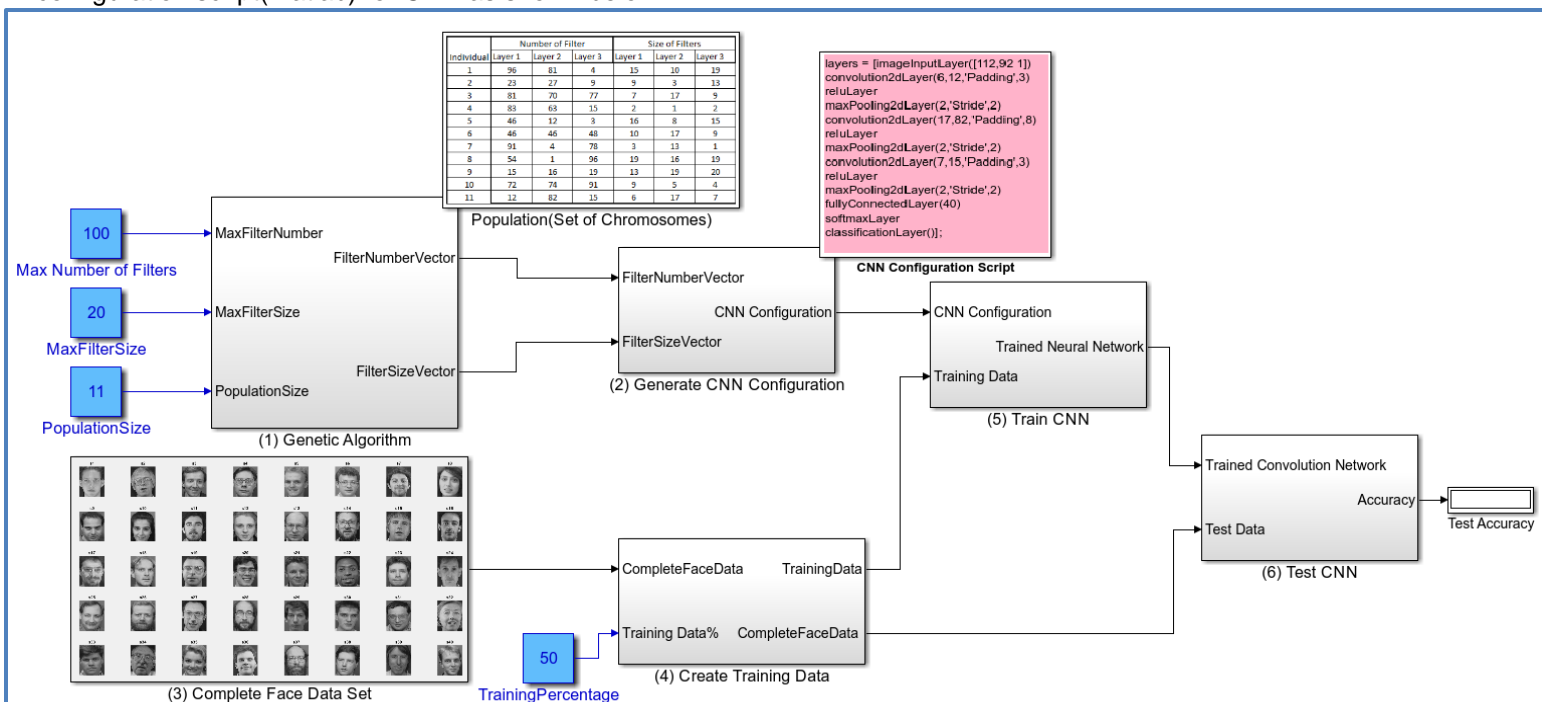 Number of Filter Size of Filters
Individual Layer 1 Layer 2 Layer 3 Layer 1 Layer 2 Layer 3
1 96 81 4 15 10 19
2 23 27 9 9 3 13
3 81 70 77 7 17 9
4 83 63 15 2 1 2
5 46 12 3 16 8 15
6 46 46 48 10 17 9
7 91 4 78 3 13 1
8 54 1 96 19 16 19
9 15 16 19 13 19 20
10 72 74 91 9 5 4
11 12 82 15 6 17 7
Population(Set of Chromosomes)
layers = [imageInputLayer([112,92 1])
convolution2dLayer(6,12,'Padding',3)
reluLayer
maxPooling2dLayer(2,'Stride',2)
convolution2dLayer(17,82,'Padding',8)
reluLayer
maxPooling2dLayer(2,'Stride',2)
convolution2dLayer(7,15,'Padding',3)
reluLayer
maxPooling2dLayer(2,'Stride',2)
fullyConnectedLayer(40)
softmaxLayer
classificationLayer()];
CNN Configuration Script
100
Max Number of Filters
20
MaxFilterSize
11
PopulationSize
MaxFilterNumber
FilterNumberVector
MaxFilterSize
FilterSizeVector
PopulationSize
(1) Genetic Algorithm
FilterNumberVector
CNN Configuration
FilterSizeVector
(2) Generate CNN Configuration
CNN Configuration
Trained Neural Network
Training Data
(5) Train CNN
Trained Convolution Network
Accuracy
Test Data
(6) Test CNN
Test Accuracy
(3) Complete Face Data Set
CompleteFaceData TrainingData
Training Data% CompleteFaceData
(4) Create Training Data
50
TrainingPercentage